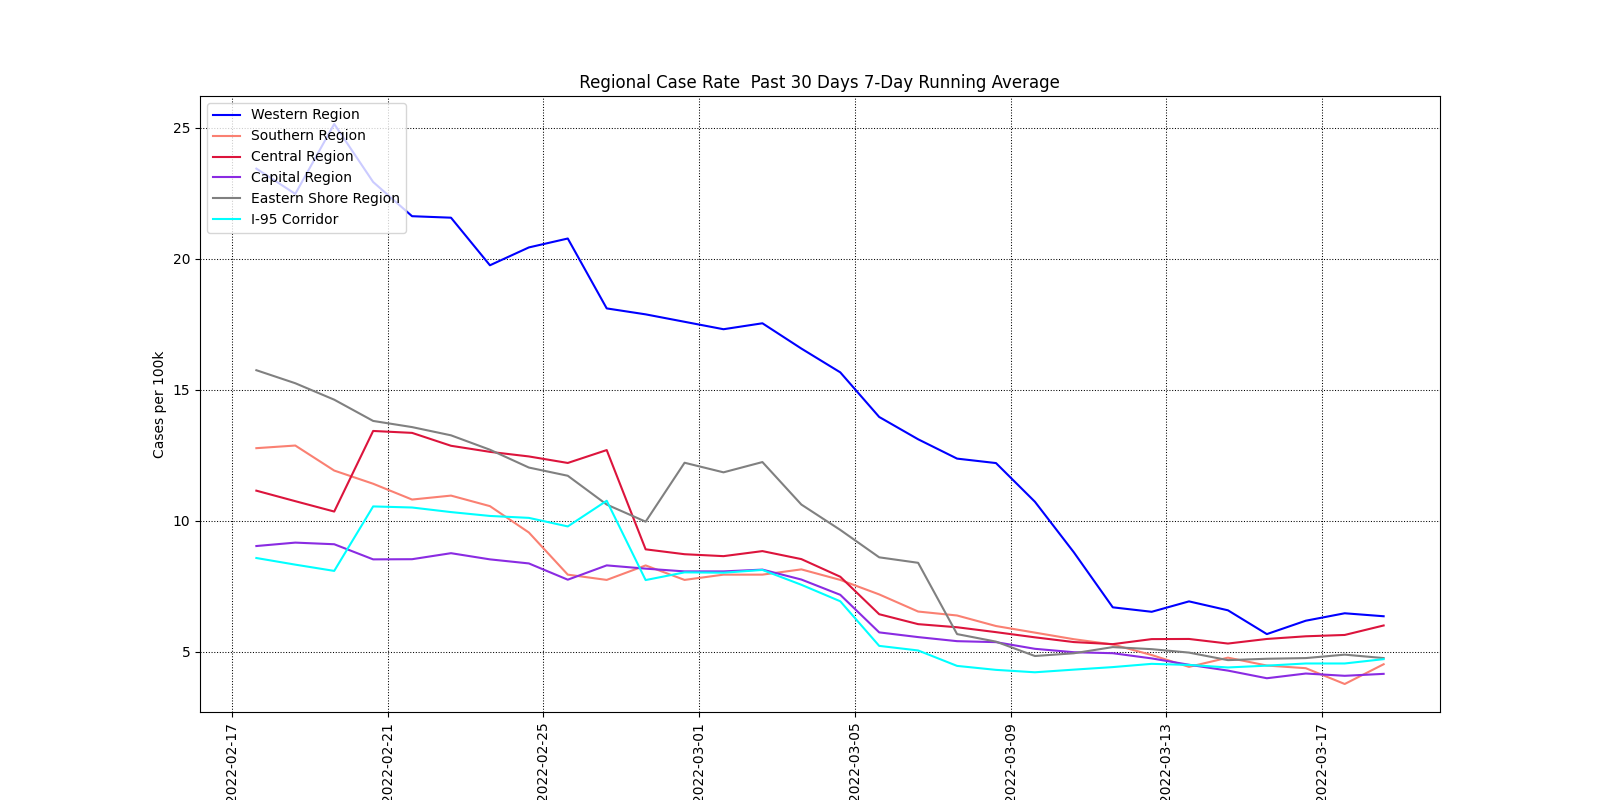 Regional Case Rate  Past 30 Days 7-Day Running Average
Western Region
Southern Region
Central Region
Capital Region
Eastern Shore Region
I-95 Corridor
Cases per 100k
25
20
15
10
5
2022-02-17
2022-02-21
2022-02-25
2022-03-01
2022-03-05
2022-03-09
2022-03-13
2022-03-17